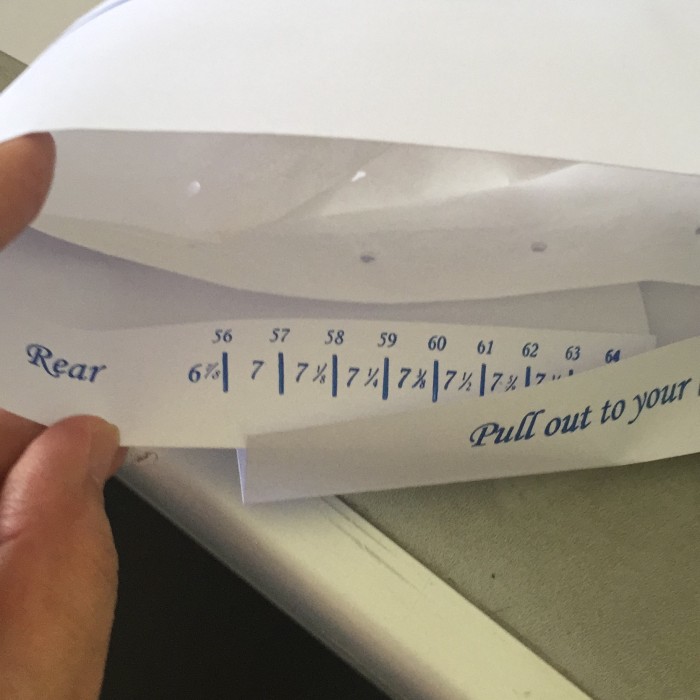 56 57 58 59 60 61 62 63 64
Rear 6⅞| 7 |7⅛|7¼|7⅜|7½|7⅝|7
Pull out to your